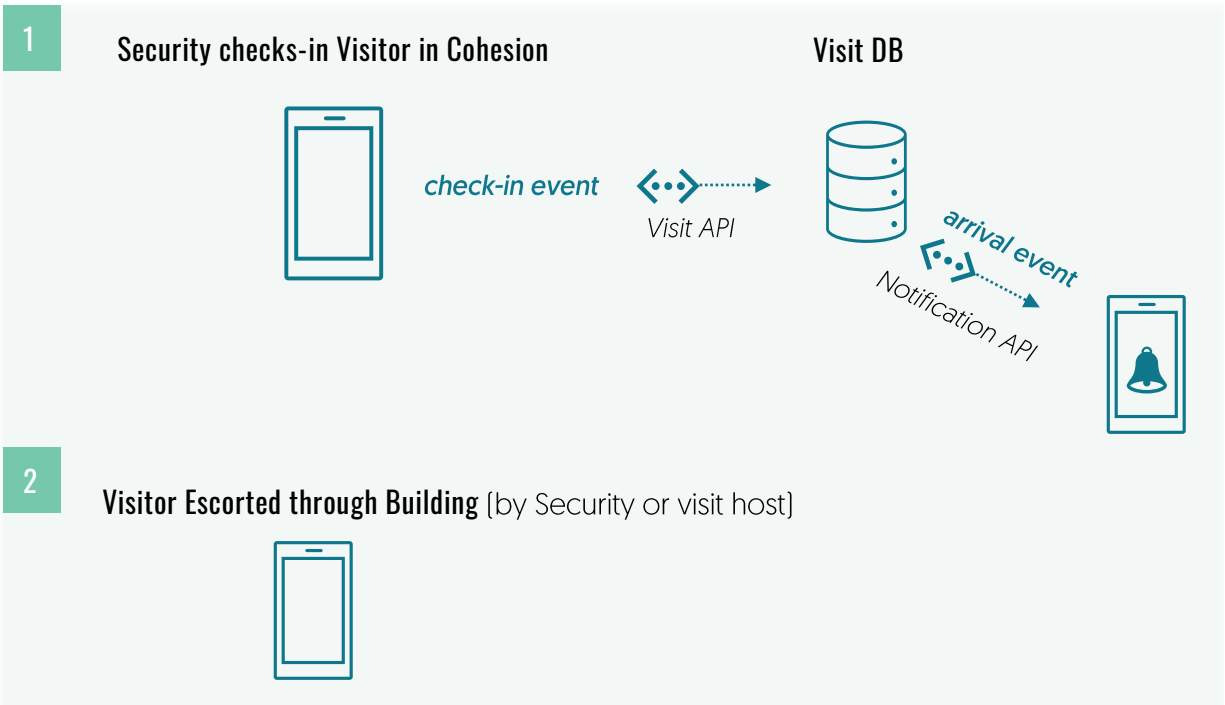 1
Security checks-in Visitor in Cohesion
Visit DB
check-in event
Visit API
arrival event
Notification API
2
Visitor Escorted through Building (by Security or visit host)